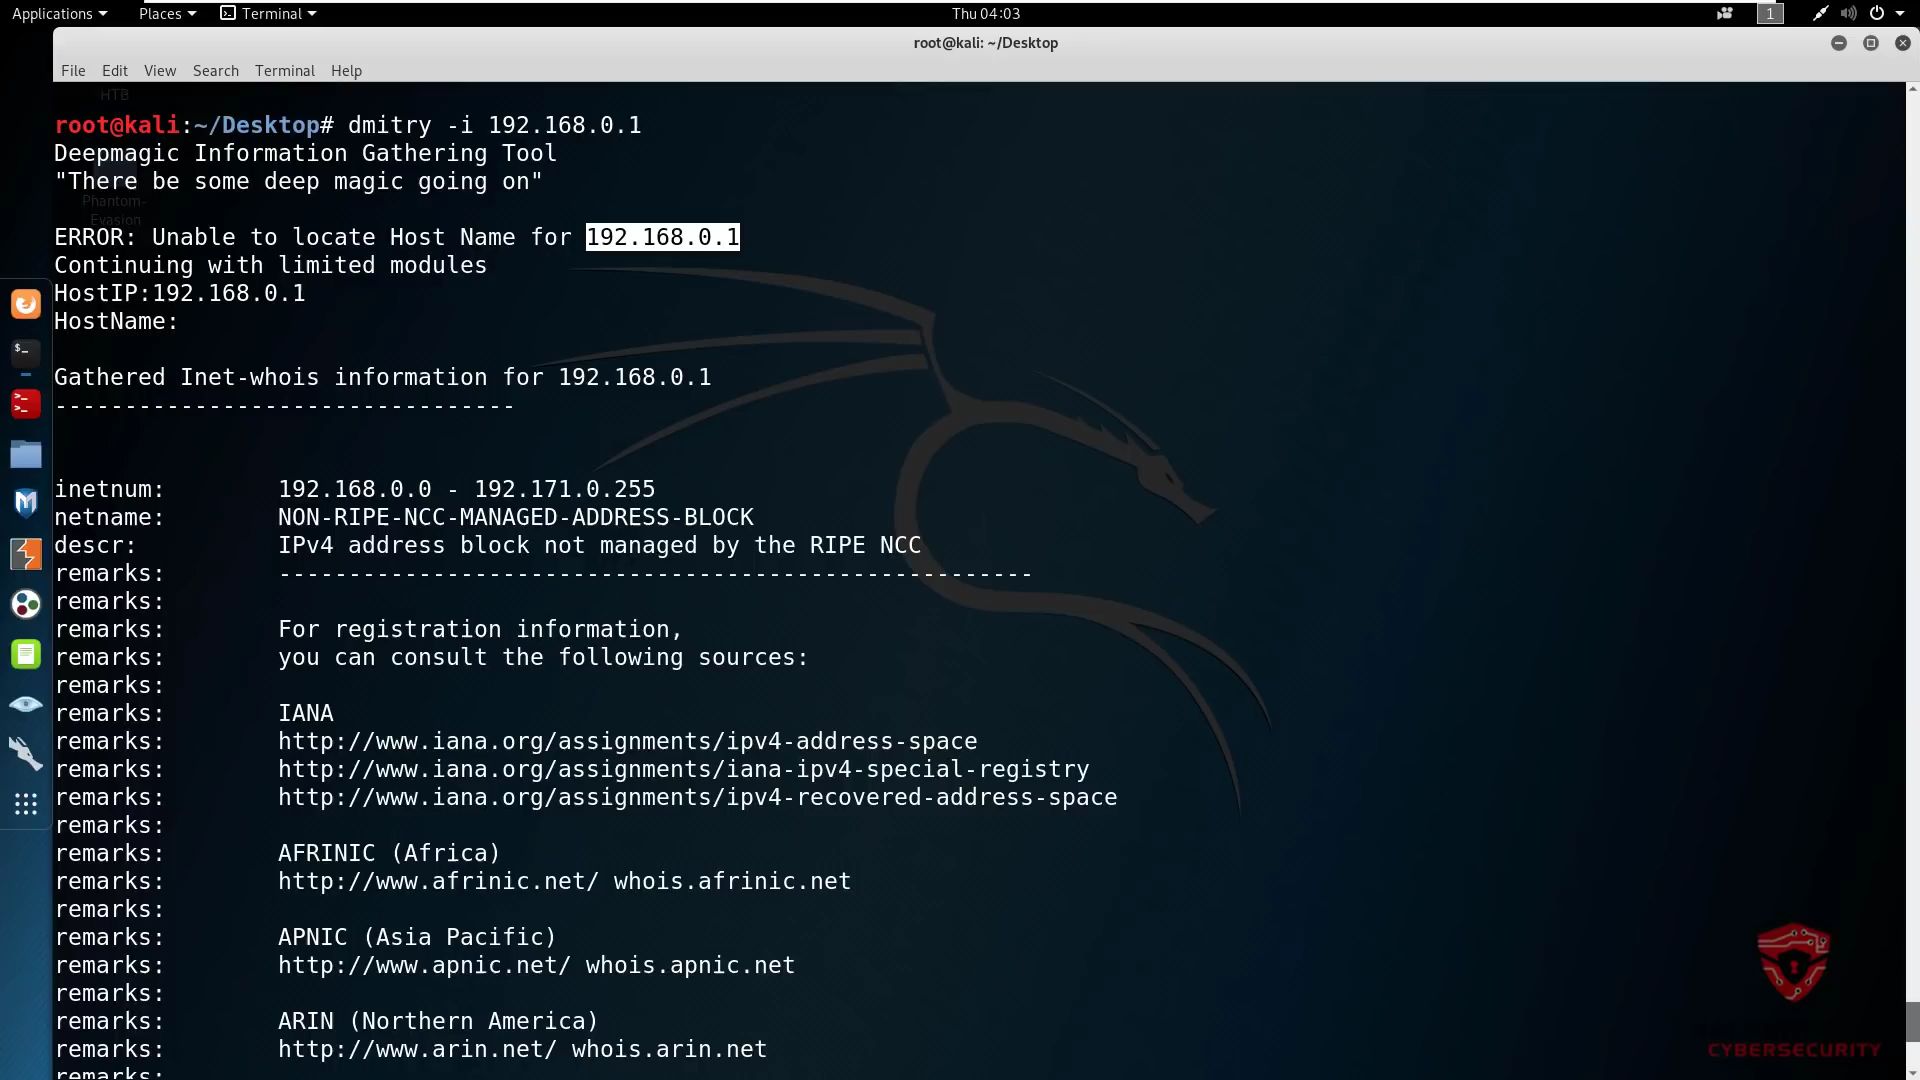 Applications Places Terminal Thu 04:03 1
root@kali: ~/Desktop
File Edit View Search Terminal Help
HTB
root@kali:~/Desktop# dmitry -i 192.168.0.1
Deepmagic Information Gathering Tool
"There be some deep magic going on"
Phantom-
Evasion
ERROR: Unable to locate Host Name for 192.168.0.1
Continuing with limited modules
HostIP:192.168.0.1
HostName:
Gathered Inet-whois information for 192.168.0.1
---------------------------------
inetnum: 192.168.0.0 - 192.171.0.255
netname: NON-RIPE-NCC-MANAGED-ADDRESS-BLOCK
descr: IPv4 address block not managed by the RIPE NCC
remarks: ------------------------------------------------------
remarks:
remarks: For registration information,
remarks: you can consult the following sources:
remarks:
remarks: IANA
remarks: http://www.iana.org/assignments/ipv4-address-space
remarks: http://www.iana.org/assignments/iana-ipv4-special-registry
remarks: http://www.iana.org/assignments/ipv4-recovered-address-space
remarks:
remarks: AFRINIC (Africa)
remarks: http://www.afrinic.net/ whois.afrinic.net
remarks:
remarks: APNIC (Asia Pacific)
remarks: http://www.apnic.net/ whois.apnic.net
remarks:
remarks: ARIN (Northern America)
remarks: http://www.arin.net/ whois.arin.net
remarks:
CYBERSECURITY